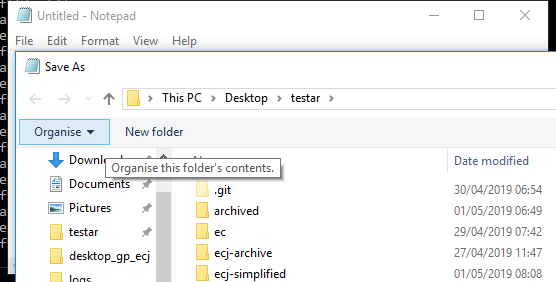 Untitled - Notepad
File Edit Format View Help
Save As
This PC > Desktop > testar >
Organise New folder
Organise this folder's contents.
Date modified
Documents
Pictures
testar
desktop_gp_ecj
logs
.git 30/04/2019 06:54
archived 01/05/2019 06:49
ec 29/04/2019 07:42
ecj-archive 27/04/2019 11:47
ecj-simplified 01/05/2019 08:08